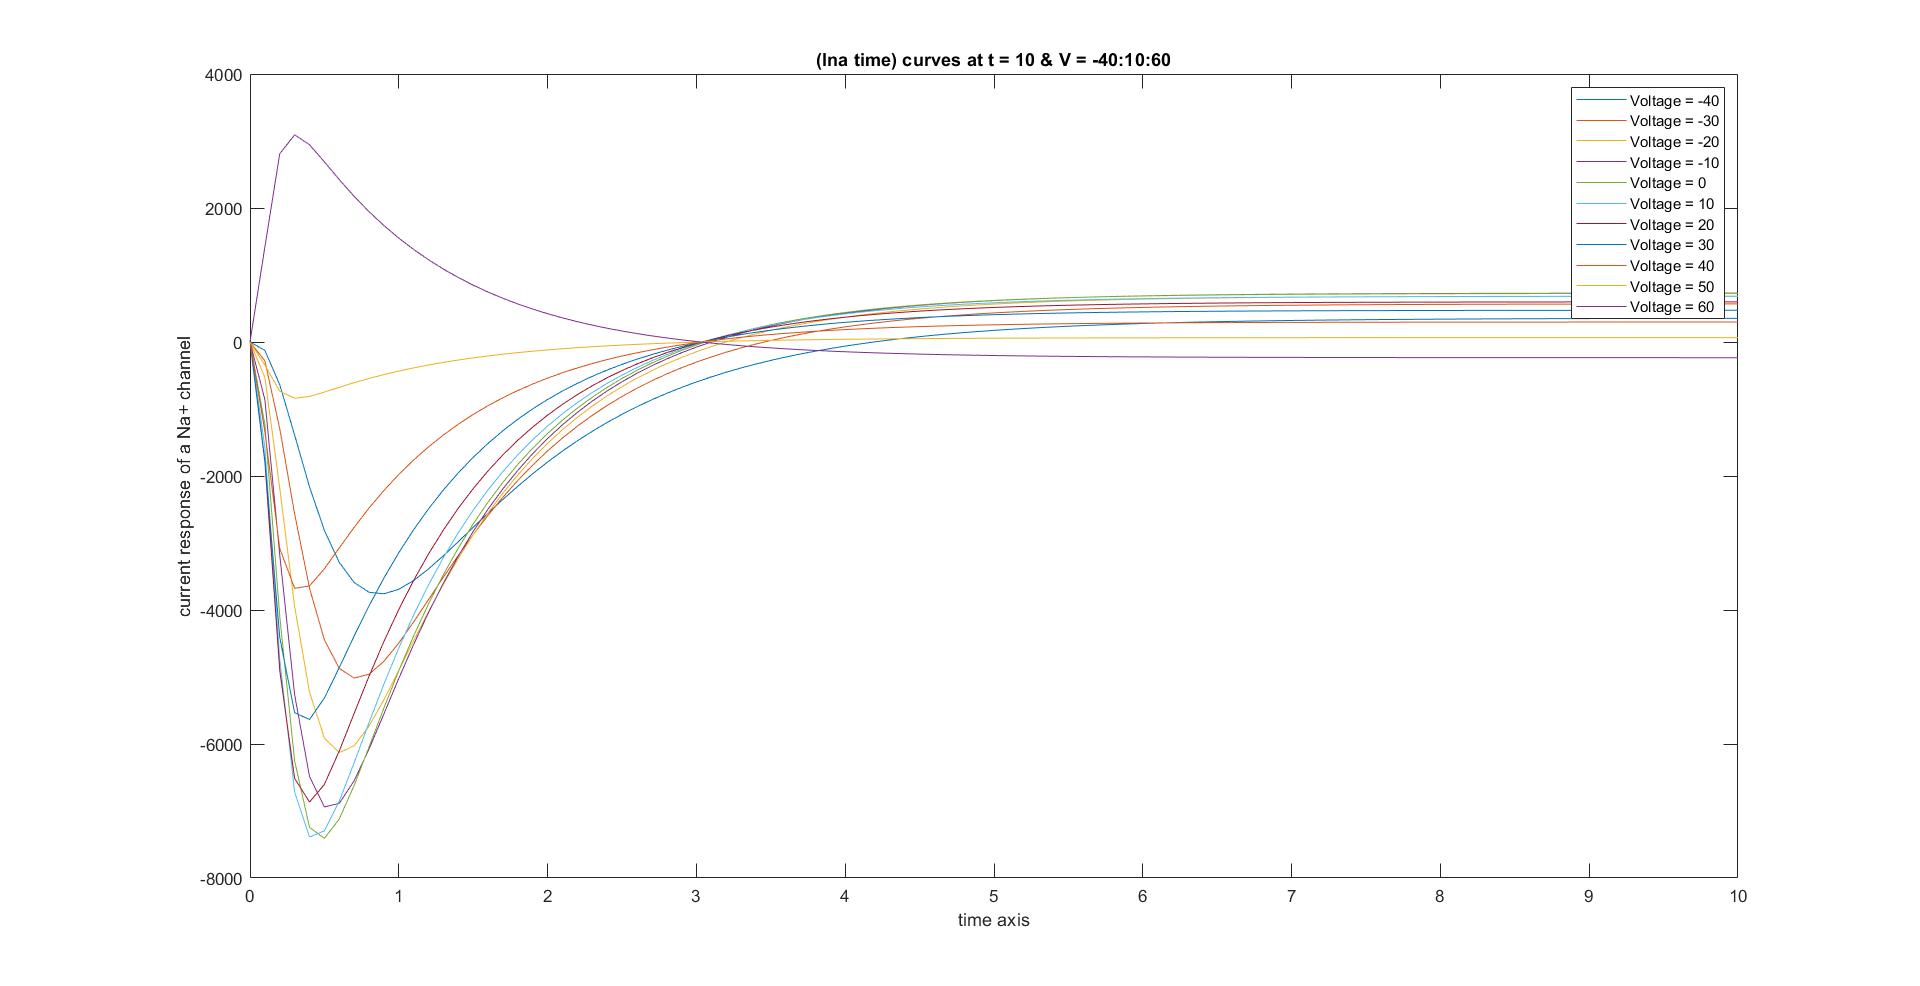 (Ina time) curves at t = 10 & V = -40:10:60
4000
2000
0
-2000
-4000
-6000
-8000
current response of a Na+ channel
0 1 2 3 4 5 6 7 8 9 10
time axis
Voltage = -40
Voltage = -30
Voltage = -20
Voltage = -10
Voltage = 0
Voltage = 10
Voltage = 20
Voltage = 30
Voltage = 40
Voltage = 50
Voltage = 60